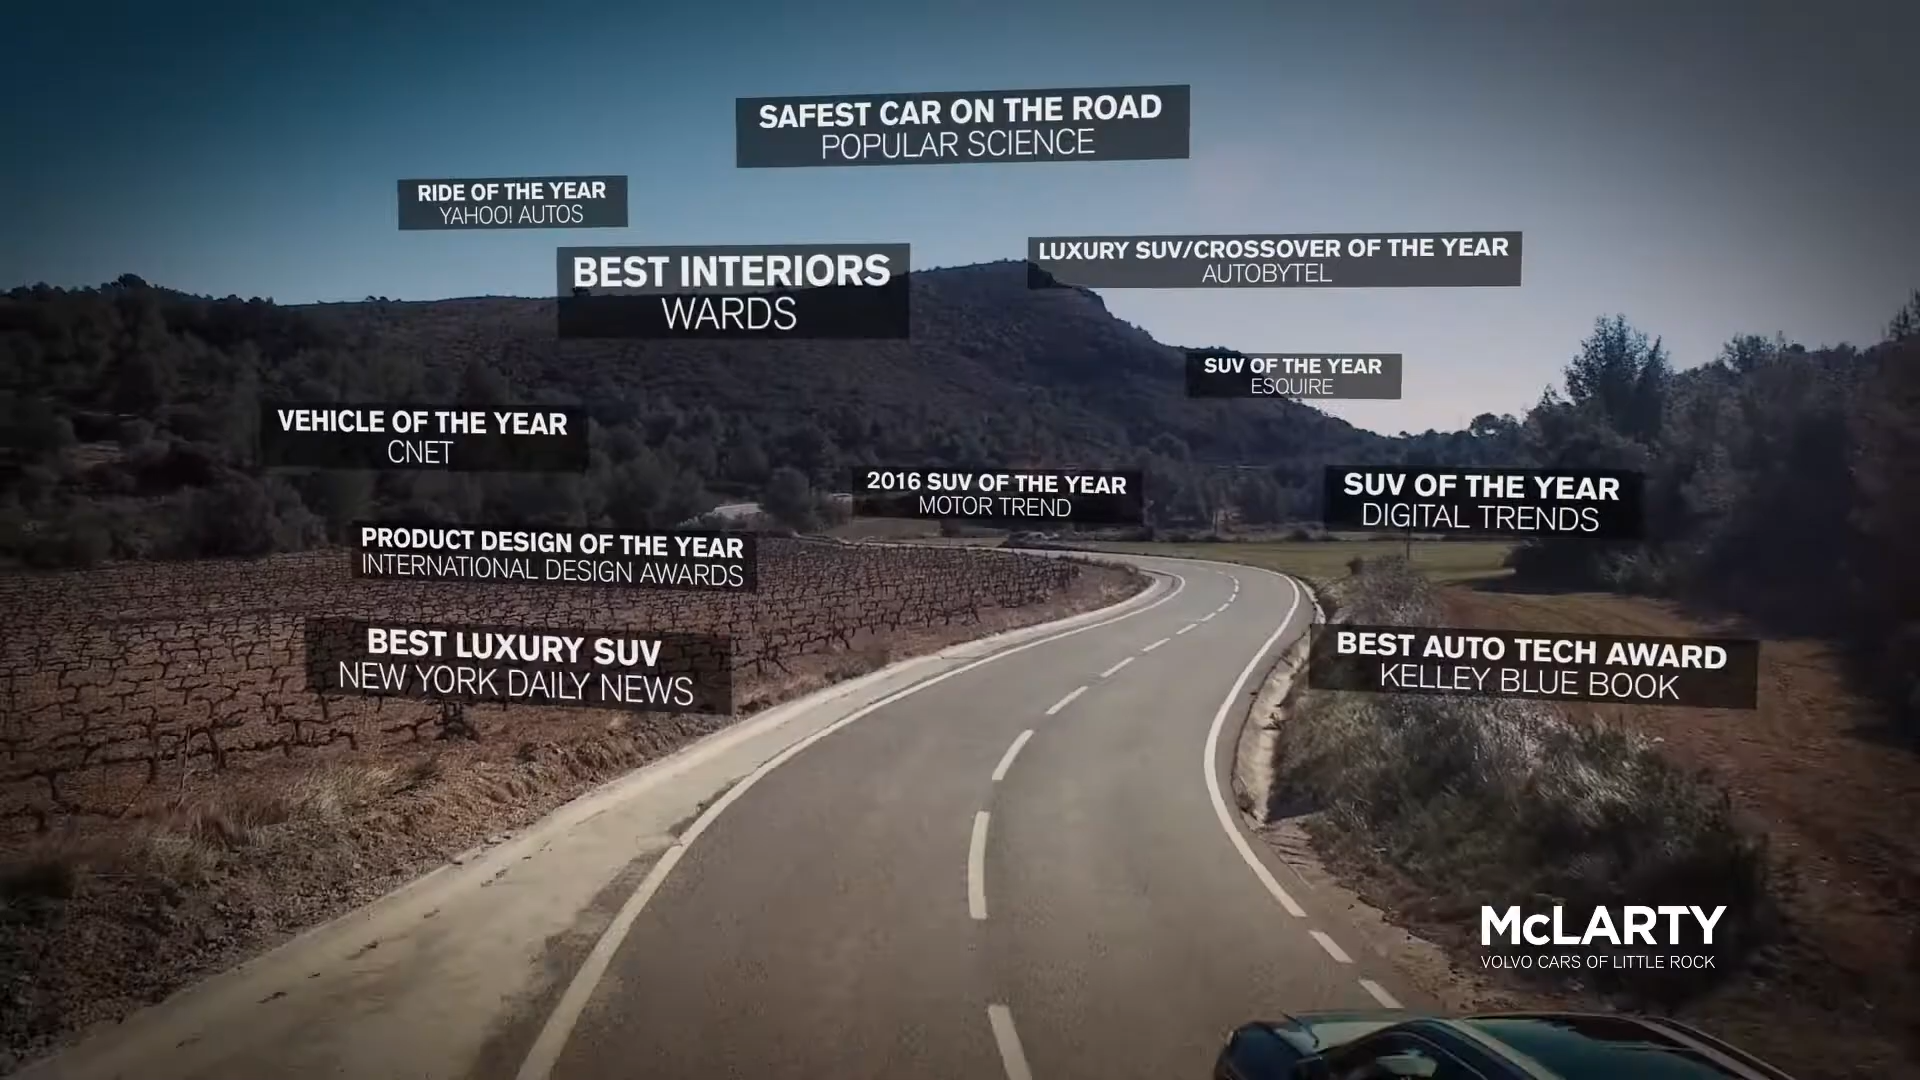 SAFEST CAR ON THE ROAD
POPULAR SCIENCE
RIDE OF THE YEAR
YAHOO! AUTOS
BEST INTERIORS
WARDS
LUXURY SUV/CROSSOVER OF THE YEAR
AUTOBYTEL
SUV OF THE YEAR
ESQUIRE
VEHICLE OF THE YEAR
CNET
2016 SUV OF THE YEAR
MOTOR TREND
SUV OF THE YEAR
DIGITAL TRENDS
PRODUCT DESIGN OF THE YEAR
INTERNATIONAL DESIGN AWARDS
BEST LUXURY SUV
NEW YORK DAILY NEWS
BEST AUTO TECH AWARD
KELLEY BLUE BOOK
McLARTY
VOLVO CARS OF LITTLE ROCK